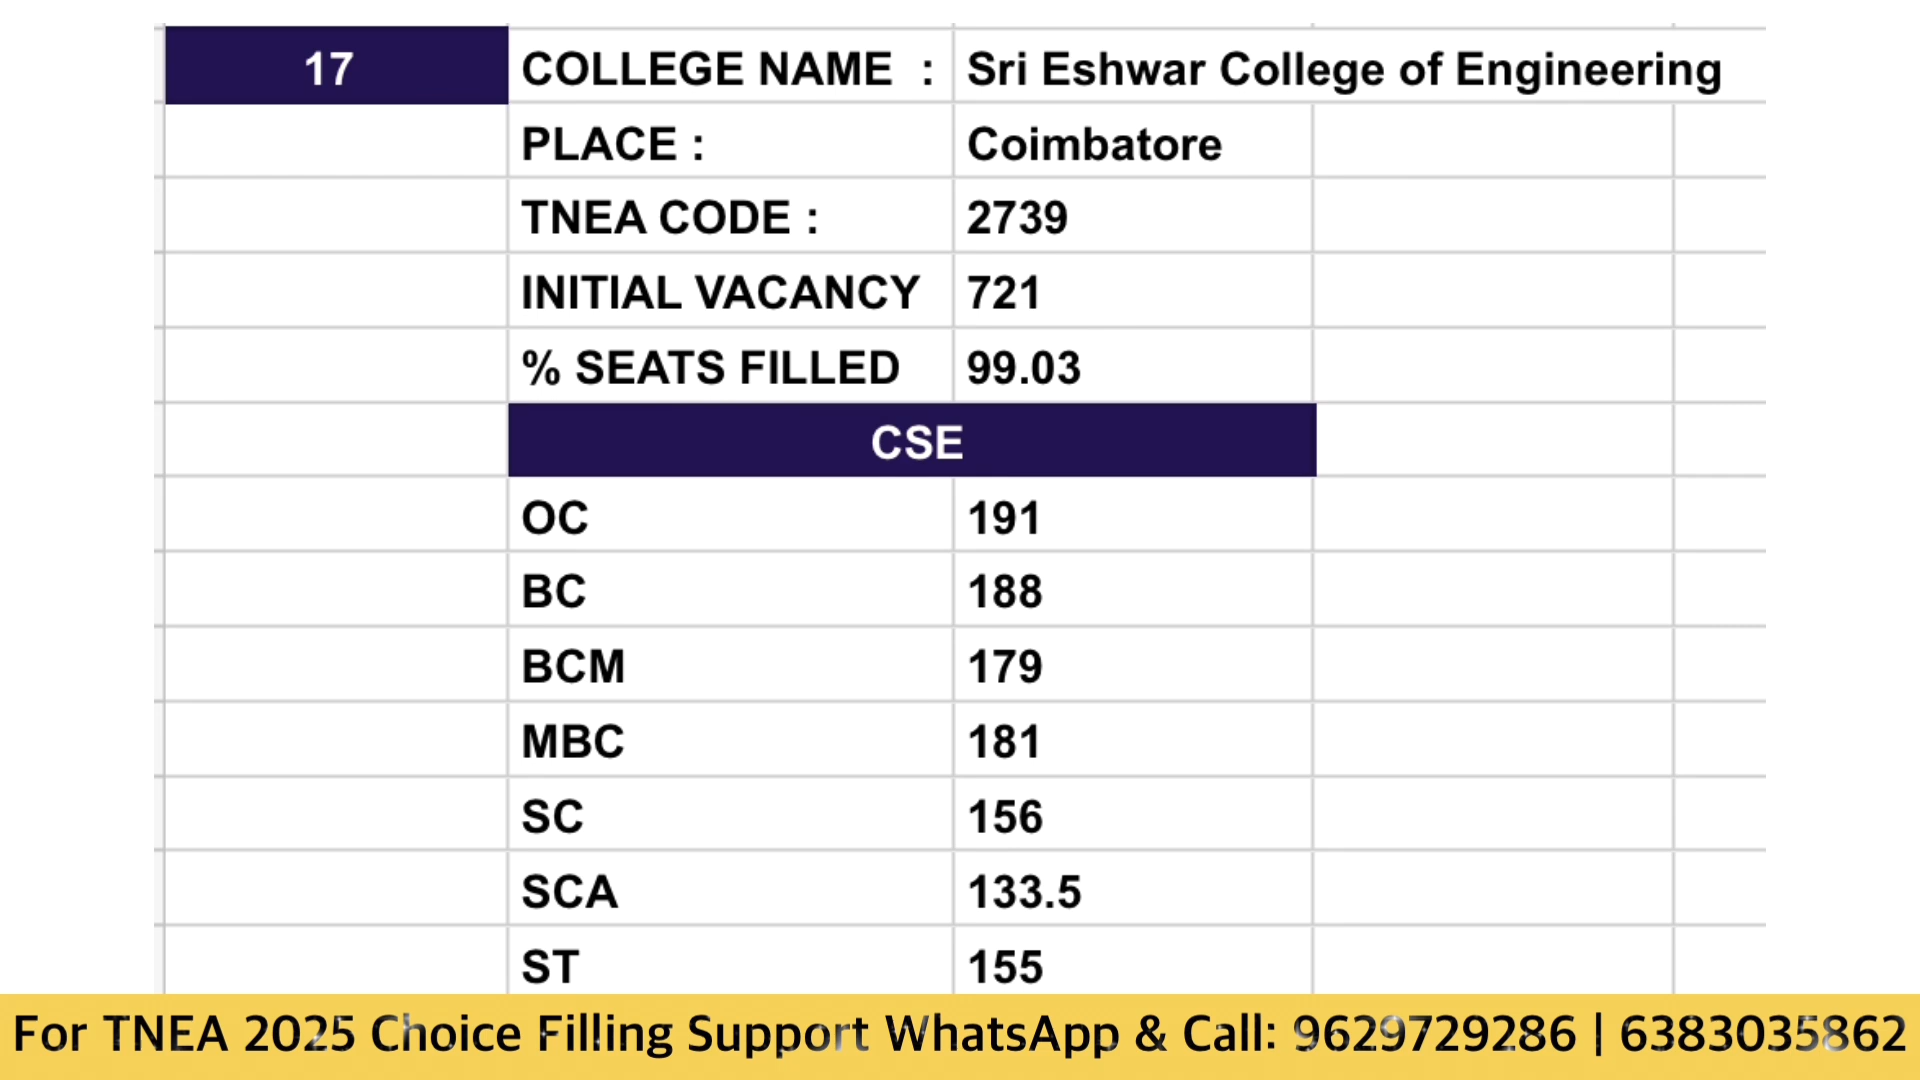 17 COLLEGE NAME : Sri Eshwar College of Engineering
PLACE : Coimbatore
TNEA CODE : 2739
INITIAL VACANCY 721
% SEATS FILLED 99.03
CSE
OC 191
BC 188
BCM 179
MBC 181
SC 156
SCA 133.5
ST 155
For TNEA 2025 Choice Filling Support WhatsApp & Call: 9629729286 | 6383035862